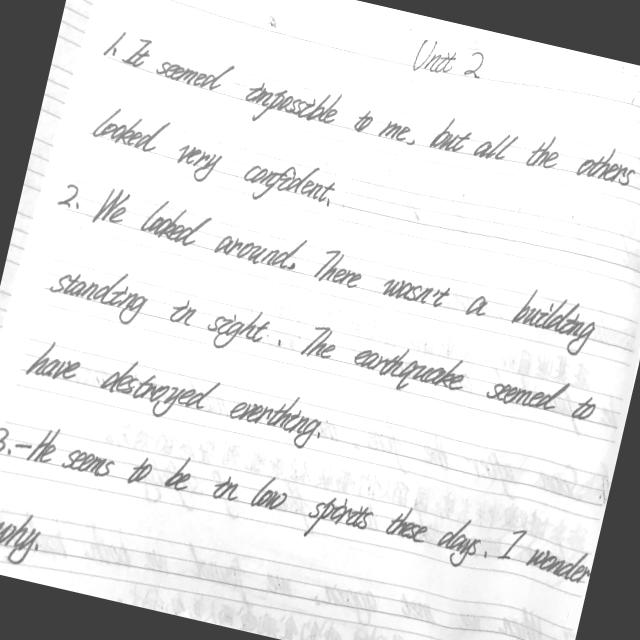 Unit 2
1. It seemed impossible to me, but all the others
looked very confident.
2. We looked around. There wasn't a building
standing in sight. The earthquake seemed to
have destroyed everthing.
3. - He seems to be in low spirits these days. I wonder
why.